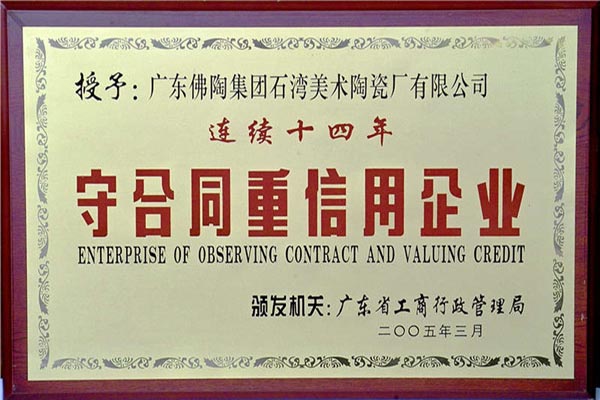 授予：广东佛陶集团石湾美术陶瓷厂有限公司
连续十四年
守合同重信用企业
ENTERPRISE OF OBSERVING CONTRACT AND VALUING CREDIT
颁发机关：广东省工商行政管理局
二〇〇五年三月